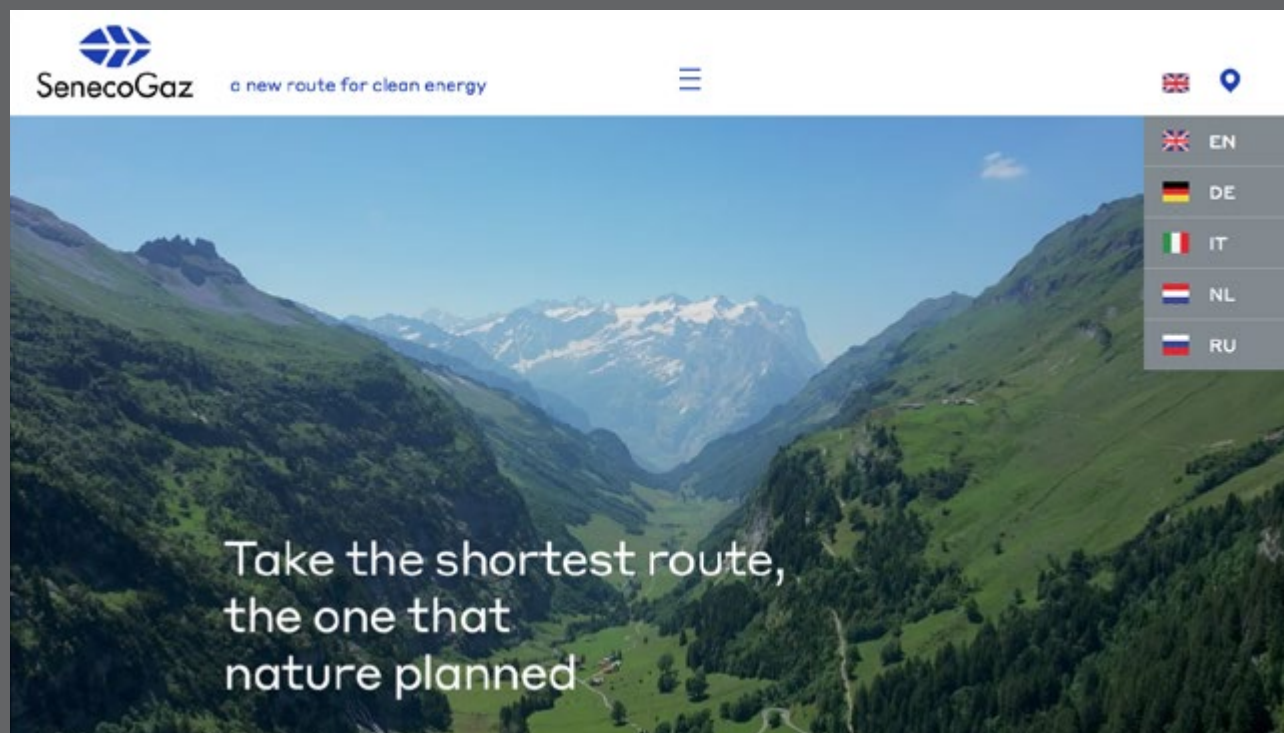 SenecoGaz
a new route for clean energy
EN
DE
IT
NL
RU
Take the shortest route,
the one that
nature planned